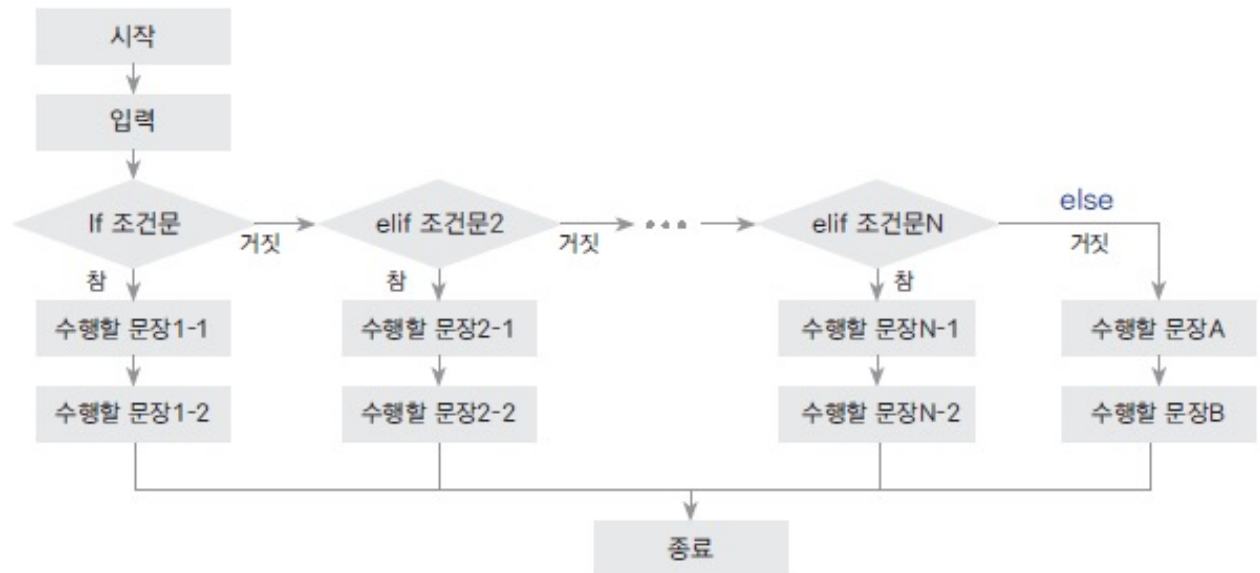 시작
입력
If 조건문
거짓
elif 조건문2
거짓
elif 조건문N
else
거짓
참
참
참
수행할 문장1-1
수행할 문장2-1
수행할 문장N-1
수행할 문장A
수행할 문장1-2
수행할 문장2-2
수행할 문장N-2
수행할 문장B
종료